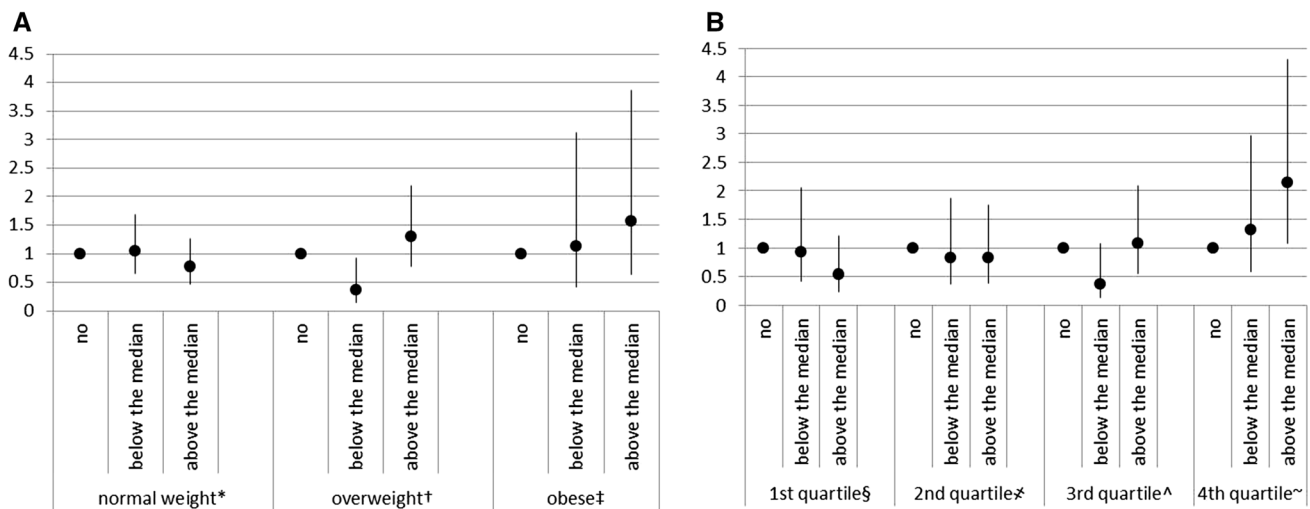 A
4.5
4
3.5
3
2.5
2
1.5
1
0.5
0
no
below the median
above the median
no
below the median
above the median
no
below the median
above the median
normal weight*
overweight†
obese‡
B
4.5
4
3.5
3
2.5
2
1.5
1
0.5
0
no
below the median
above the median
no
below the median
above the median
no
below the median
above the median
no
below the median
above the median
1st quartile§
2nd quartile≵
3rd quartile^
4th quartile~